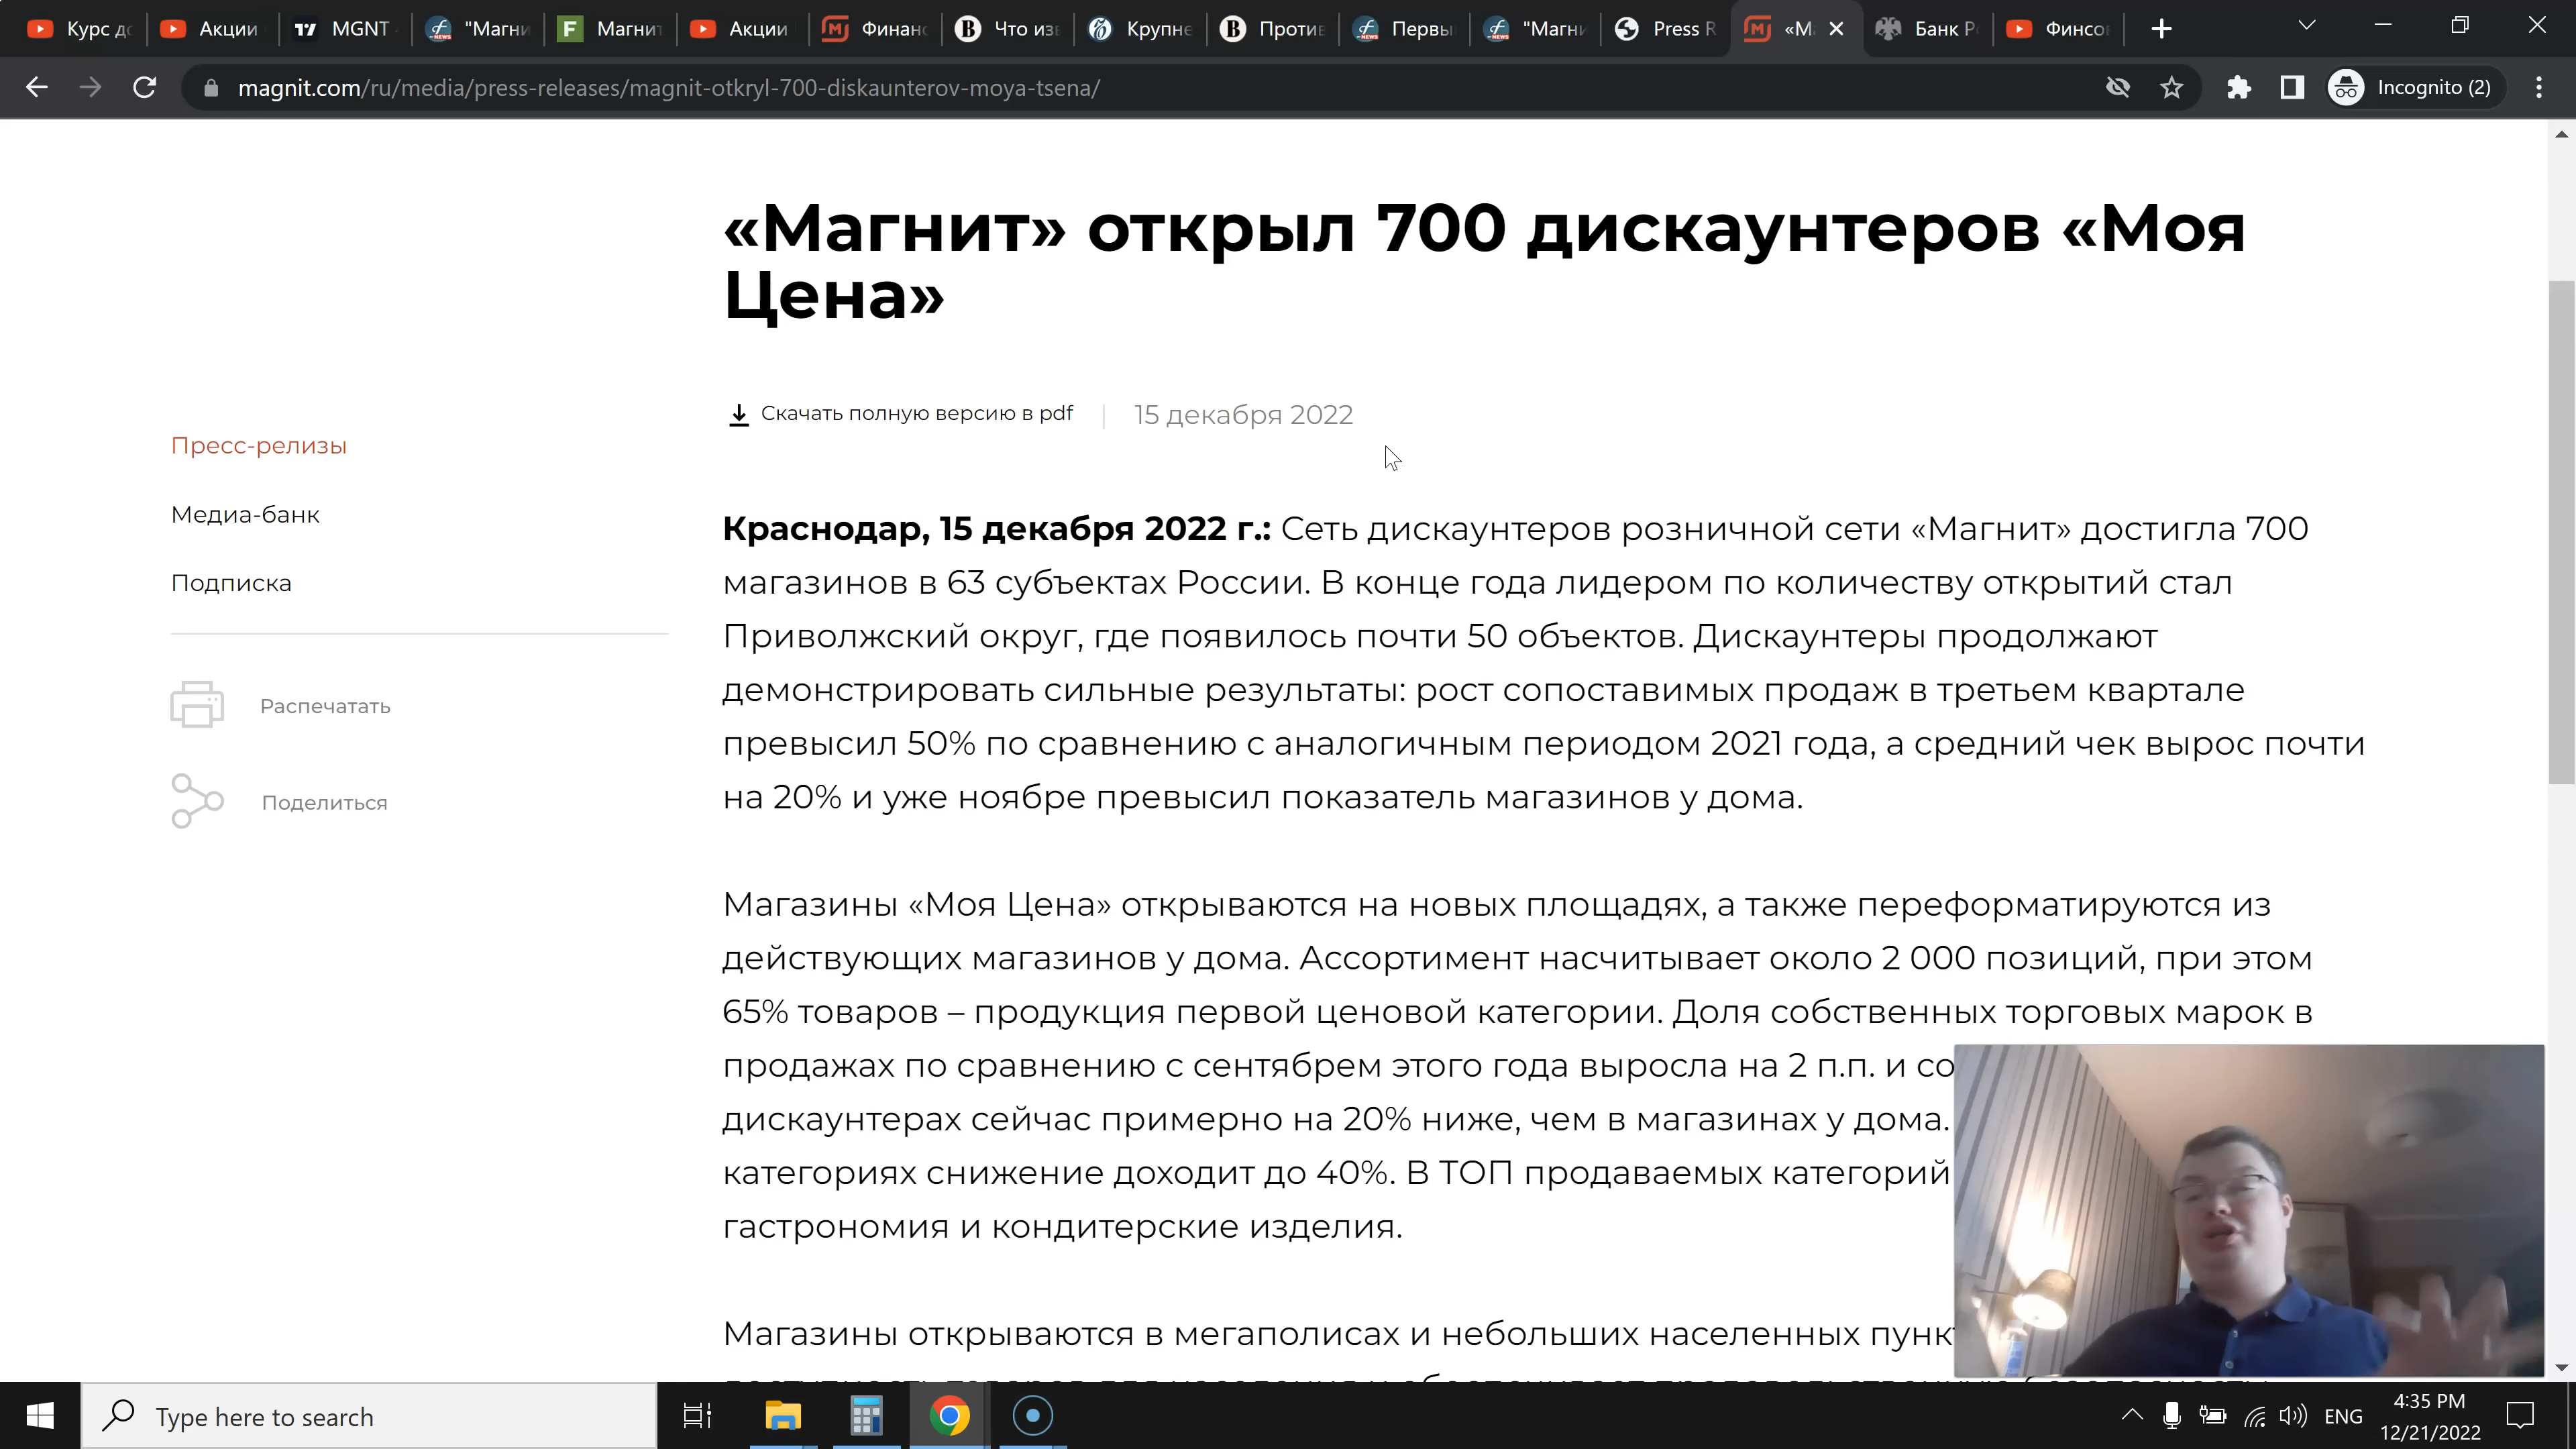 Курс
Акции
MGNT
"Магни
Магнит
Акции
Финанс
Что изв
Крупне
Против
Первы
"Магни
Press R
«М
Банк Р
Финсо
magnit.com/ru/media/press-releases/magnit-otkryl-700-diskaunterov-moya-tsena/
Incognito (2)
«Магнит» открыл 700 дискаунтеров «Моя
Цена»
Скачать полную версию в pdf
15 декабря 2022
Пресс-релизы
Медиа-банк
Подписка
Распечатать
Поделиться
Краснодар, 15 декабря 2022 г.: Сеть дискаунтеров розничной сети «Магнит» достигла 700
магазинов в 63 субъектах России. В конце года лидером по количеству открытий стал
Приволжский округ, где появилось почти 50 объектов. Дискаунтеры продолжают
демонстрировать сильные результаты: рост сопоставимых продаж в третьем квартале
превысил 50% по сравнению с аналогичным периодом 2021 года, а средний чек вырос почти
на 20% и уже ноябре превысил показатель магазинов у дома.
Магазины «Моя Цена» открываются на новых площадях, а также переформатируются из
действующих магазинов у дома. Ассортимент насчитывает около 2 000 позиций, при этом
65% товаров – продукция первой ценовой категории. Доля собственных торговых марок в
продажах по сравнению с сентябрем этого года выросла на 2 п.п. и со
дискаунтерах сейчас примерно на 20% ниже, чем в магазинах у дома.
категориях снижение доходит до 40%. В ТОП продаваемых категорий
гастрономия и кондитерские изделия.
Магазины открываются в мегаполисах и небольших населенных пунк
Type here to search
ENG
4:35 PM
12/21/2022